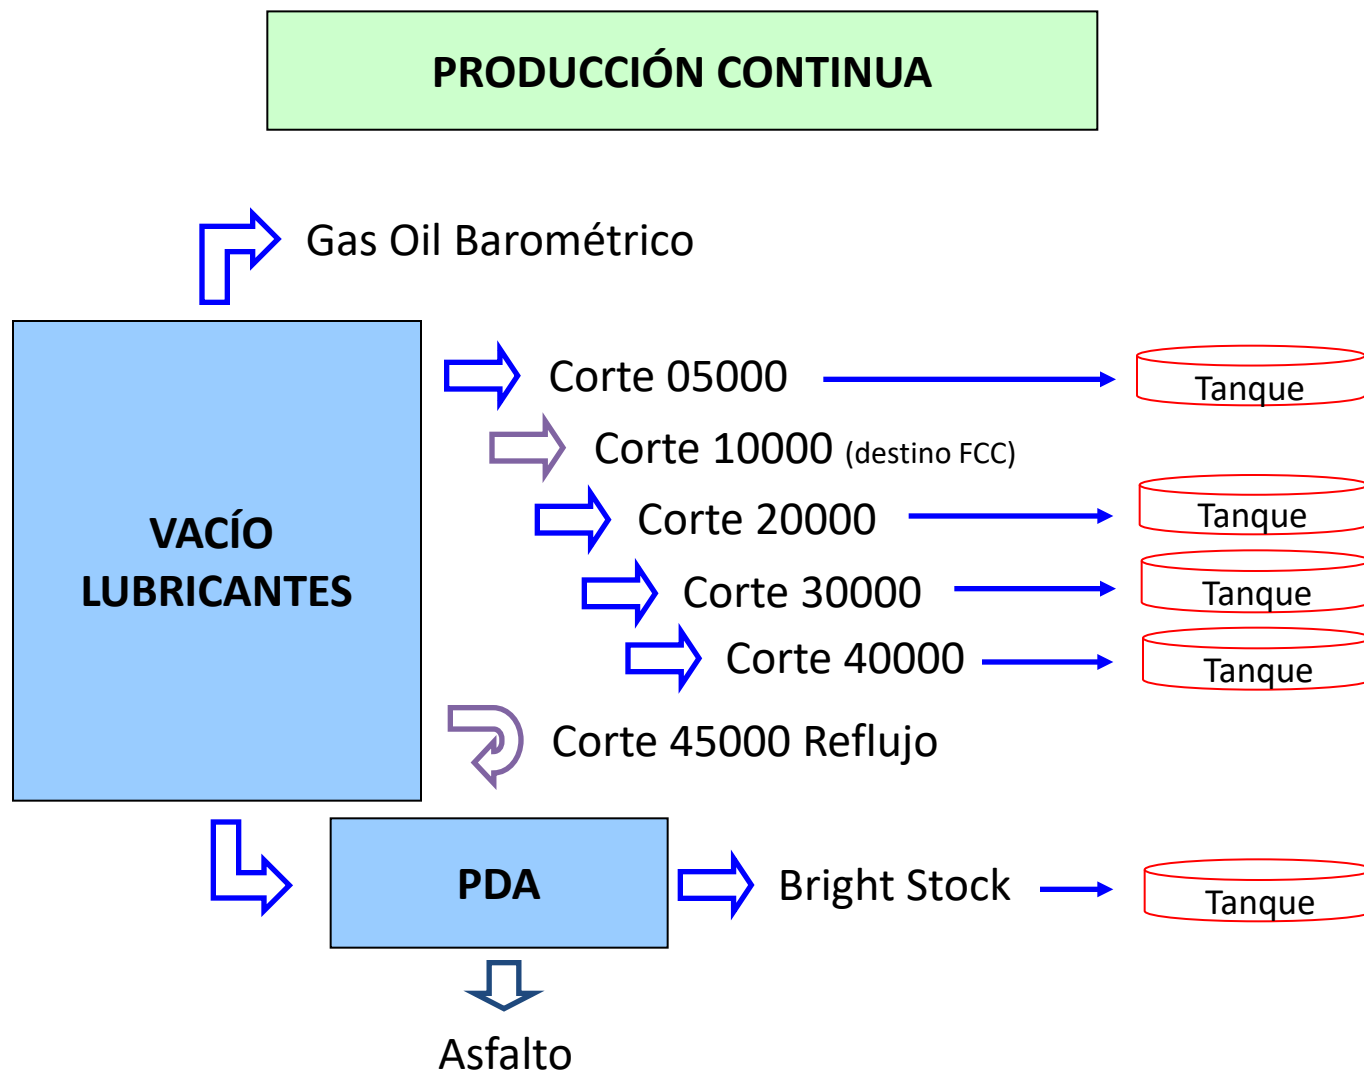 PRODUCCIÓN CONTINUA
Gas Oil Barométrico
VACÍO
LUBRICANTES
Corte 05000
Tanque
Corte 10000 (destino FCC)
Corte 20000
Tanque
Corte 30000
Tanque
Corte 40000
Tanque
Corte 45000 Reflujo
PDA
Bright Stock
Tanque
Asfalto